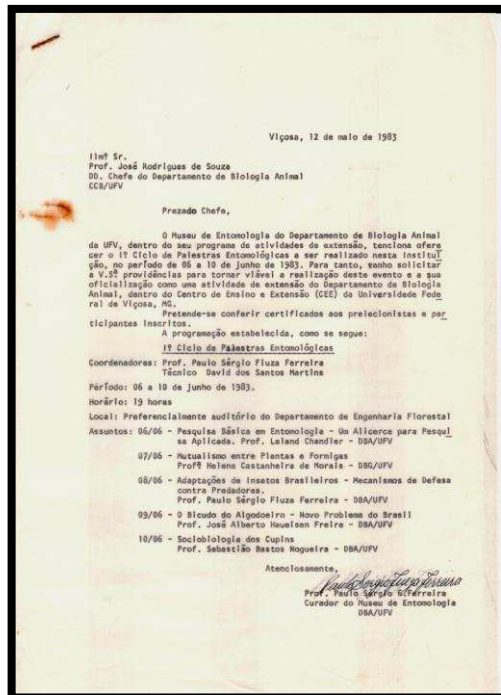 Viçosa, 12 de maio de 1983
Ilmº Sr.
Prof. José Rodrigues de Souza
DD. Chefe do Departamento de Biologia Animal
CCB/UFV
Prezado Chefe,
O Museu de Entomologia do Departamento de Biologia Animal
da UFV, dentro do seu programa de atividades de extensão, tenciona ofere
cer o 1º Ciclo de Palestras Entomológicas a ser realizado nesta Institui
ção, no período de 06 a 10 de junho de 1983. Para tanto, venho solicitar
a V.Sª providências para tornar viável a realização deste evento e a sua
oficialização como uma atividade de extensão do Departamento de Biologia
Animal, dentro do Centro de Ensino e Extensão (CEE) da Universidade Fede
ral de Viçosa, MG.
Pretende-se conferir certificados aos prelecionistas e par
ticipantes inscritos.
A programação estabelecida, como se segue:
1º Ciclo de Palestras Entomológicas
Coordenadores: Prof. Paulo Sérgio Fiuza Ferreira
Técnico David dos Santos Martins
Período: 06 a 10 de junho de 1983.
Horário: 19 horas
Local: Preferencialmente auditório do Departamento de Engenharia Florestal
Assuntos: 06/06 - Pesquisa Básica em Entomologia - Um Alicerce para Pesqui
sa Aplicada. Prof. Leland Chandler - DBA/UFV
07/06 - Mutualismo entre Plantas e Formigas
Profª Helena Castanheira de Morais - DBG/UFV
08/06 - Adaptações de Insetos Brasileiros - Mecanismos de Defesa
contra Predadores.
Prof. Paulo Sérgio Fiuza Ferreira - DBA/UFV
09/06 - O Bicudo do Algodoeiro - Novo Problema do Brasil
Prof. José Alberto Haueisen Freire - DBA/UFV
10/06 - Sociobiologia dos Cupins
Prof. Sebastião Bastos Nogueira - DBA/UFV
Atenciosamente,
Paulo Sérgio Fiuza Ferreira
Prof. Paulo Sérgio F.Ferreira
Curador do Museu de Entomologia
DBA/UFV